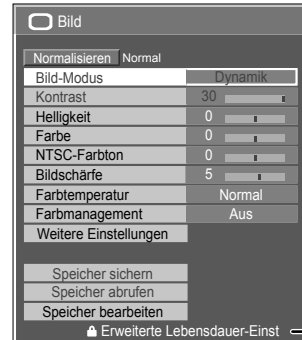 Bild
Normalisieren Normal
Bild-Modus Dynamik
Kontrast 30
Helligkeit 0
Farbe 0
NTSC-Farbton 0
Bildschärfe 5
Farbtemperatur Normal
Farbmanagement Aus
Weitere Einstellungen
Speicher sichern
Speicher abrufen
Speicher bearbeiten
Erweiterte Lebensdauer-Einst